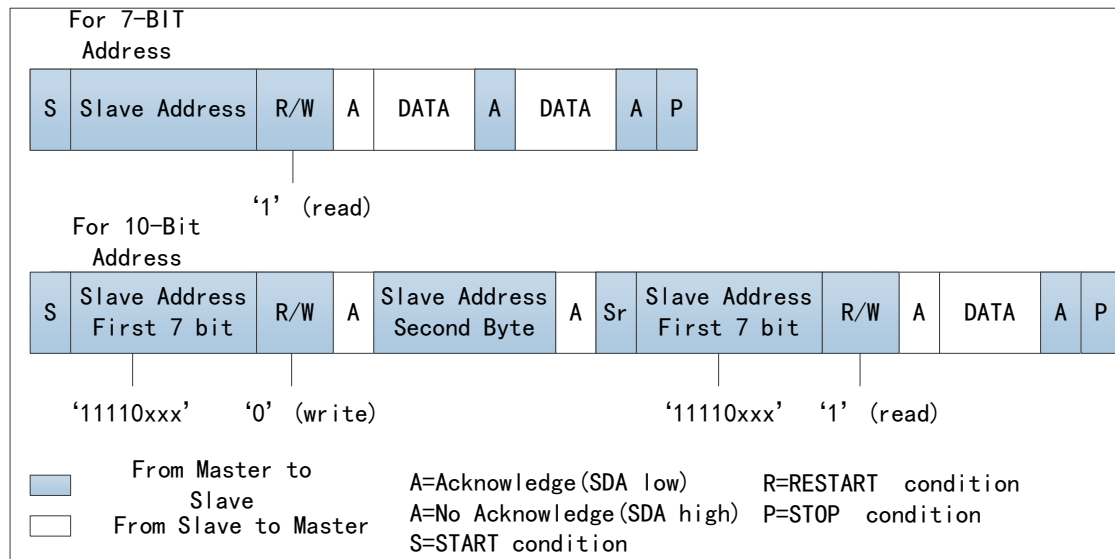 For 7-BIT
Address
S Slave Address R/W A DATA A DATA A P
‘1’ (read)
For 10-Bit
Address
S Slave Address First 7 bit R/W A Slave Address Second Byte A Sr Slave Address First 7 bit R/W A DATA A P
‘11110xxx’ ‘0’ (write) ‘11110xxx’ ‘1’ (read)
From Master to
Slave
From Slave to Master
A=Acknowledge(SDA low) R=RESTART condition
A=No Acknowledge(SDA high) P=STOP condition
S=START condition